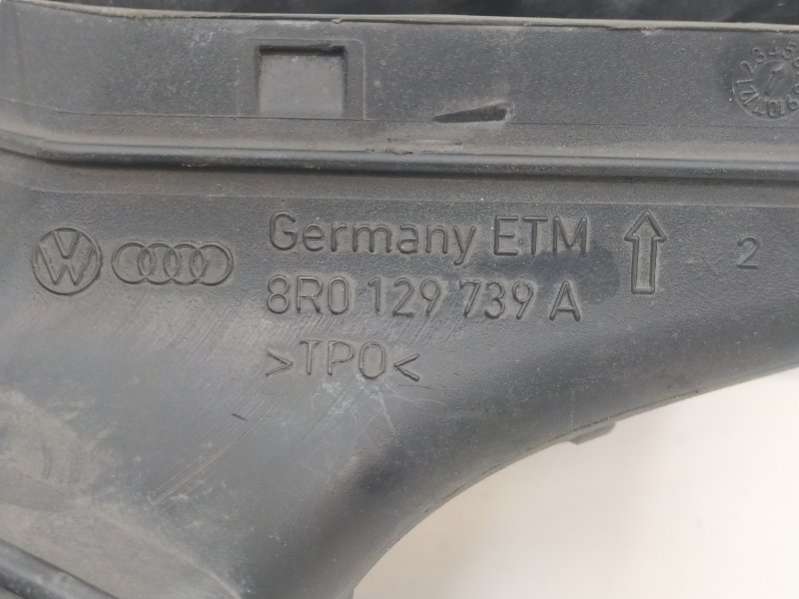 Germany ETM
8R0 129 739 A
>TPO<
2